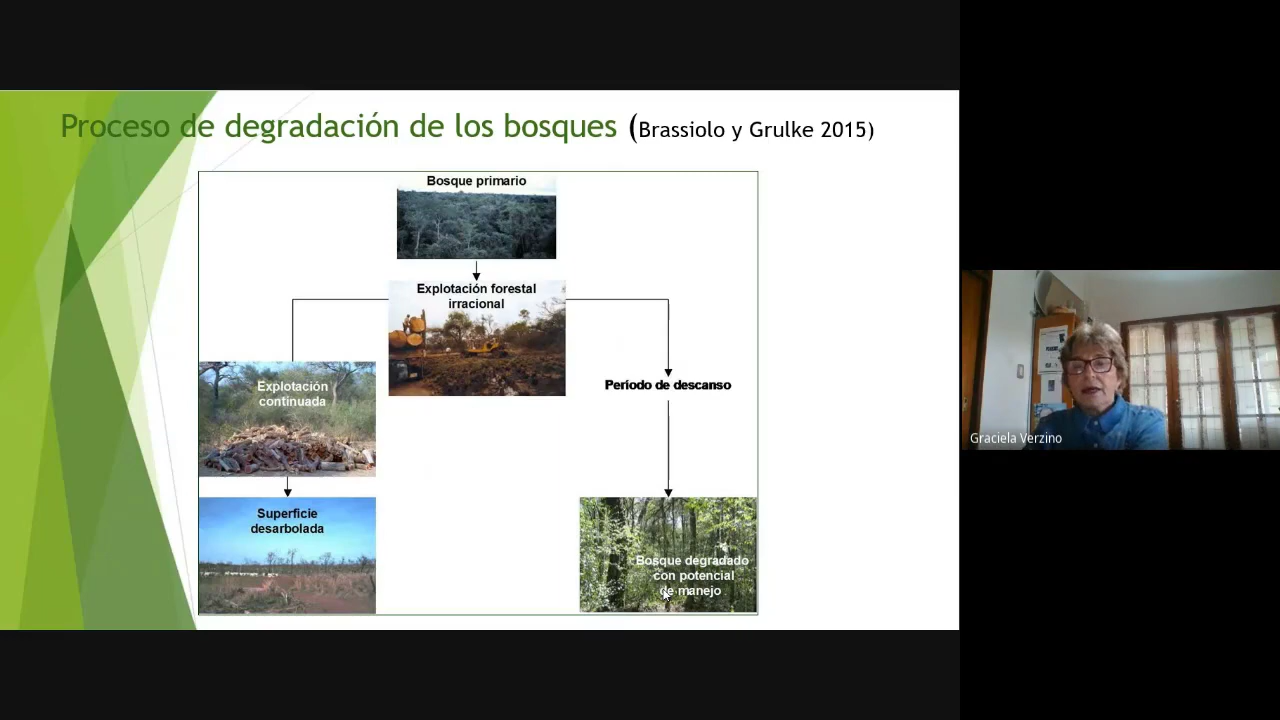 Proceso de degradación de los bosques (Brassiolo y Grulke 2015)
Bosque primario
Explotación forestal
irracional
Explotación
continuada
Período de descanso
Superficie
desarbolada
Bosque degradado
con potencial
de manejo
Graciela Verzino